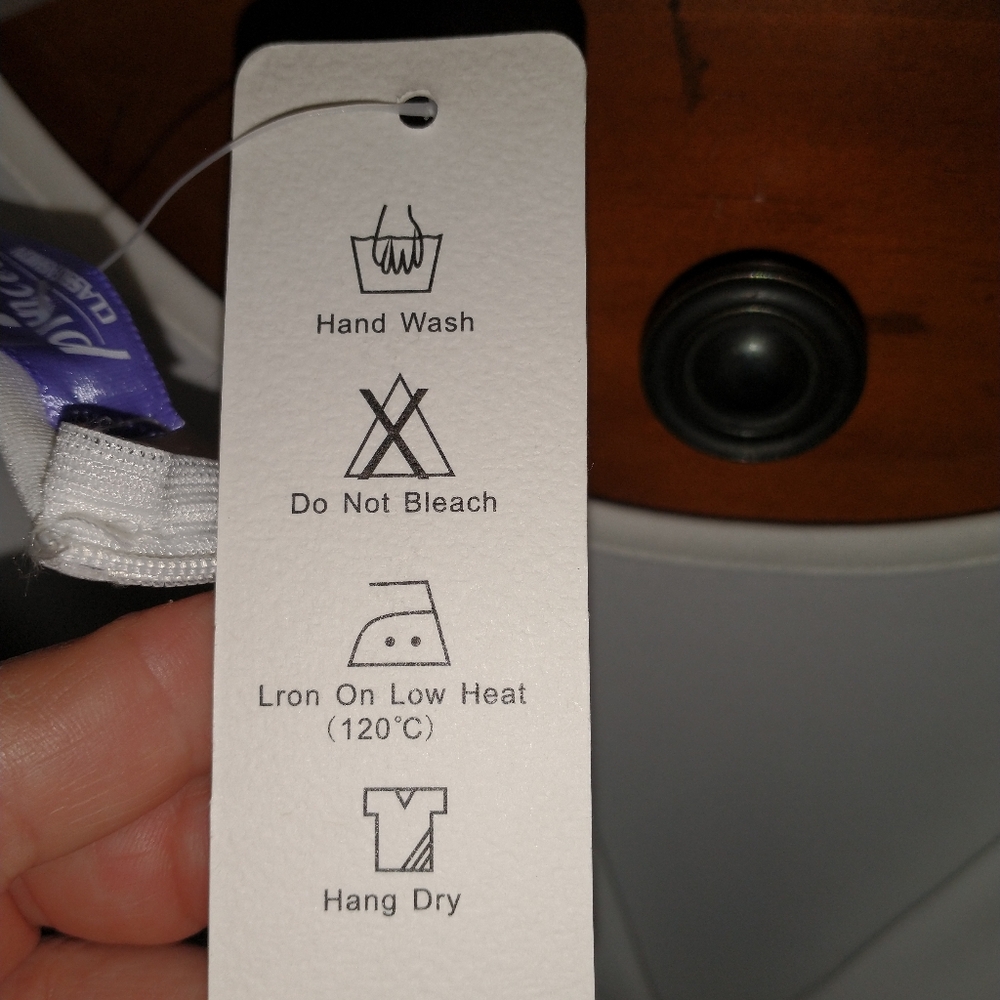 Hand Wash
Do Not Bleach
Lron On Low Heat
(120℃)
Hang Dry